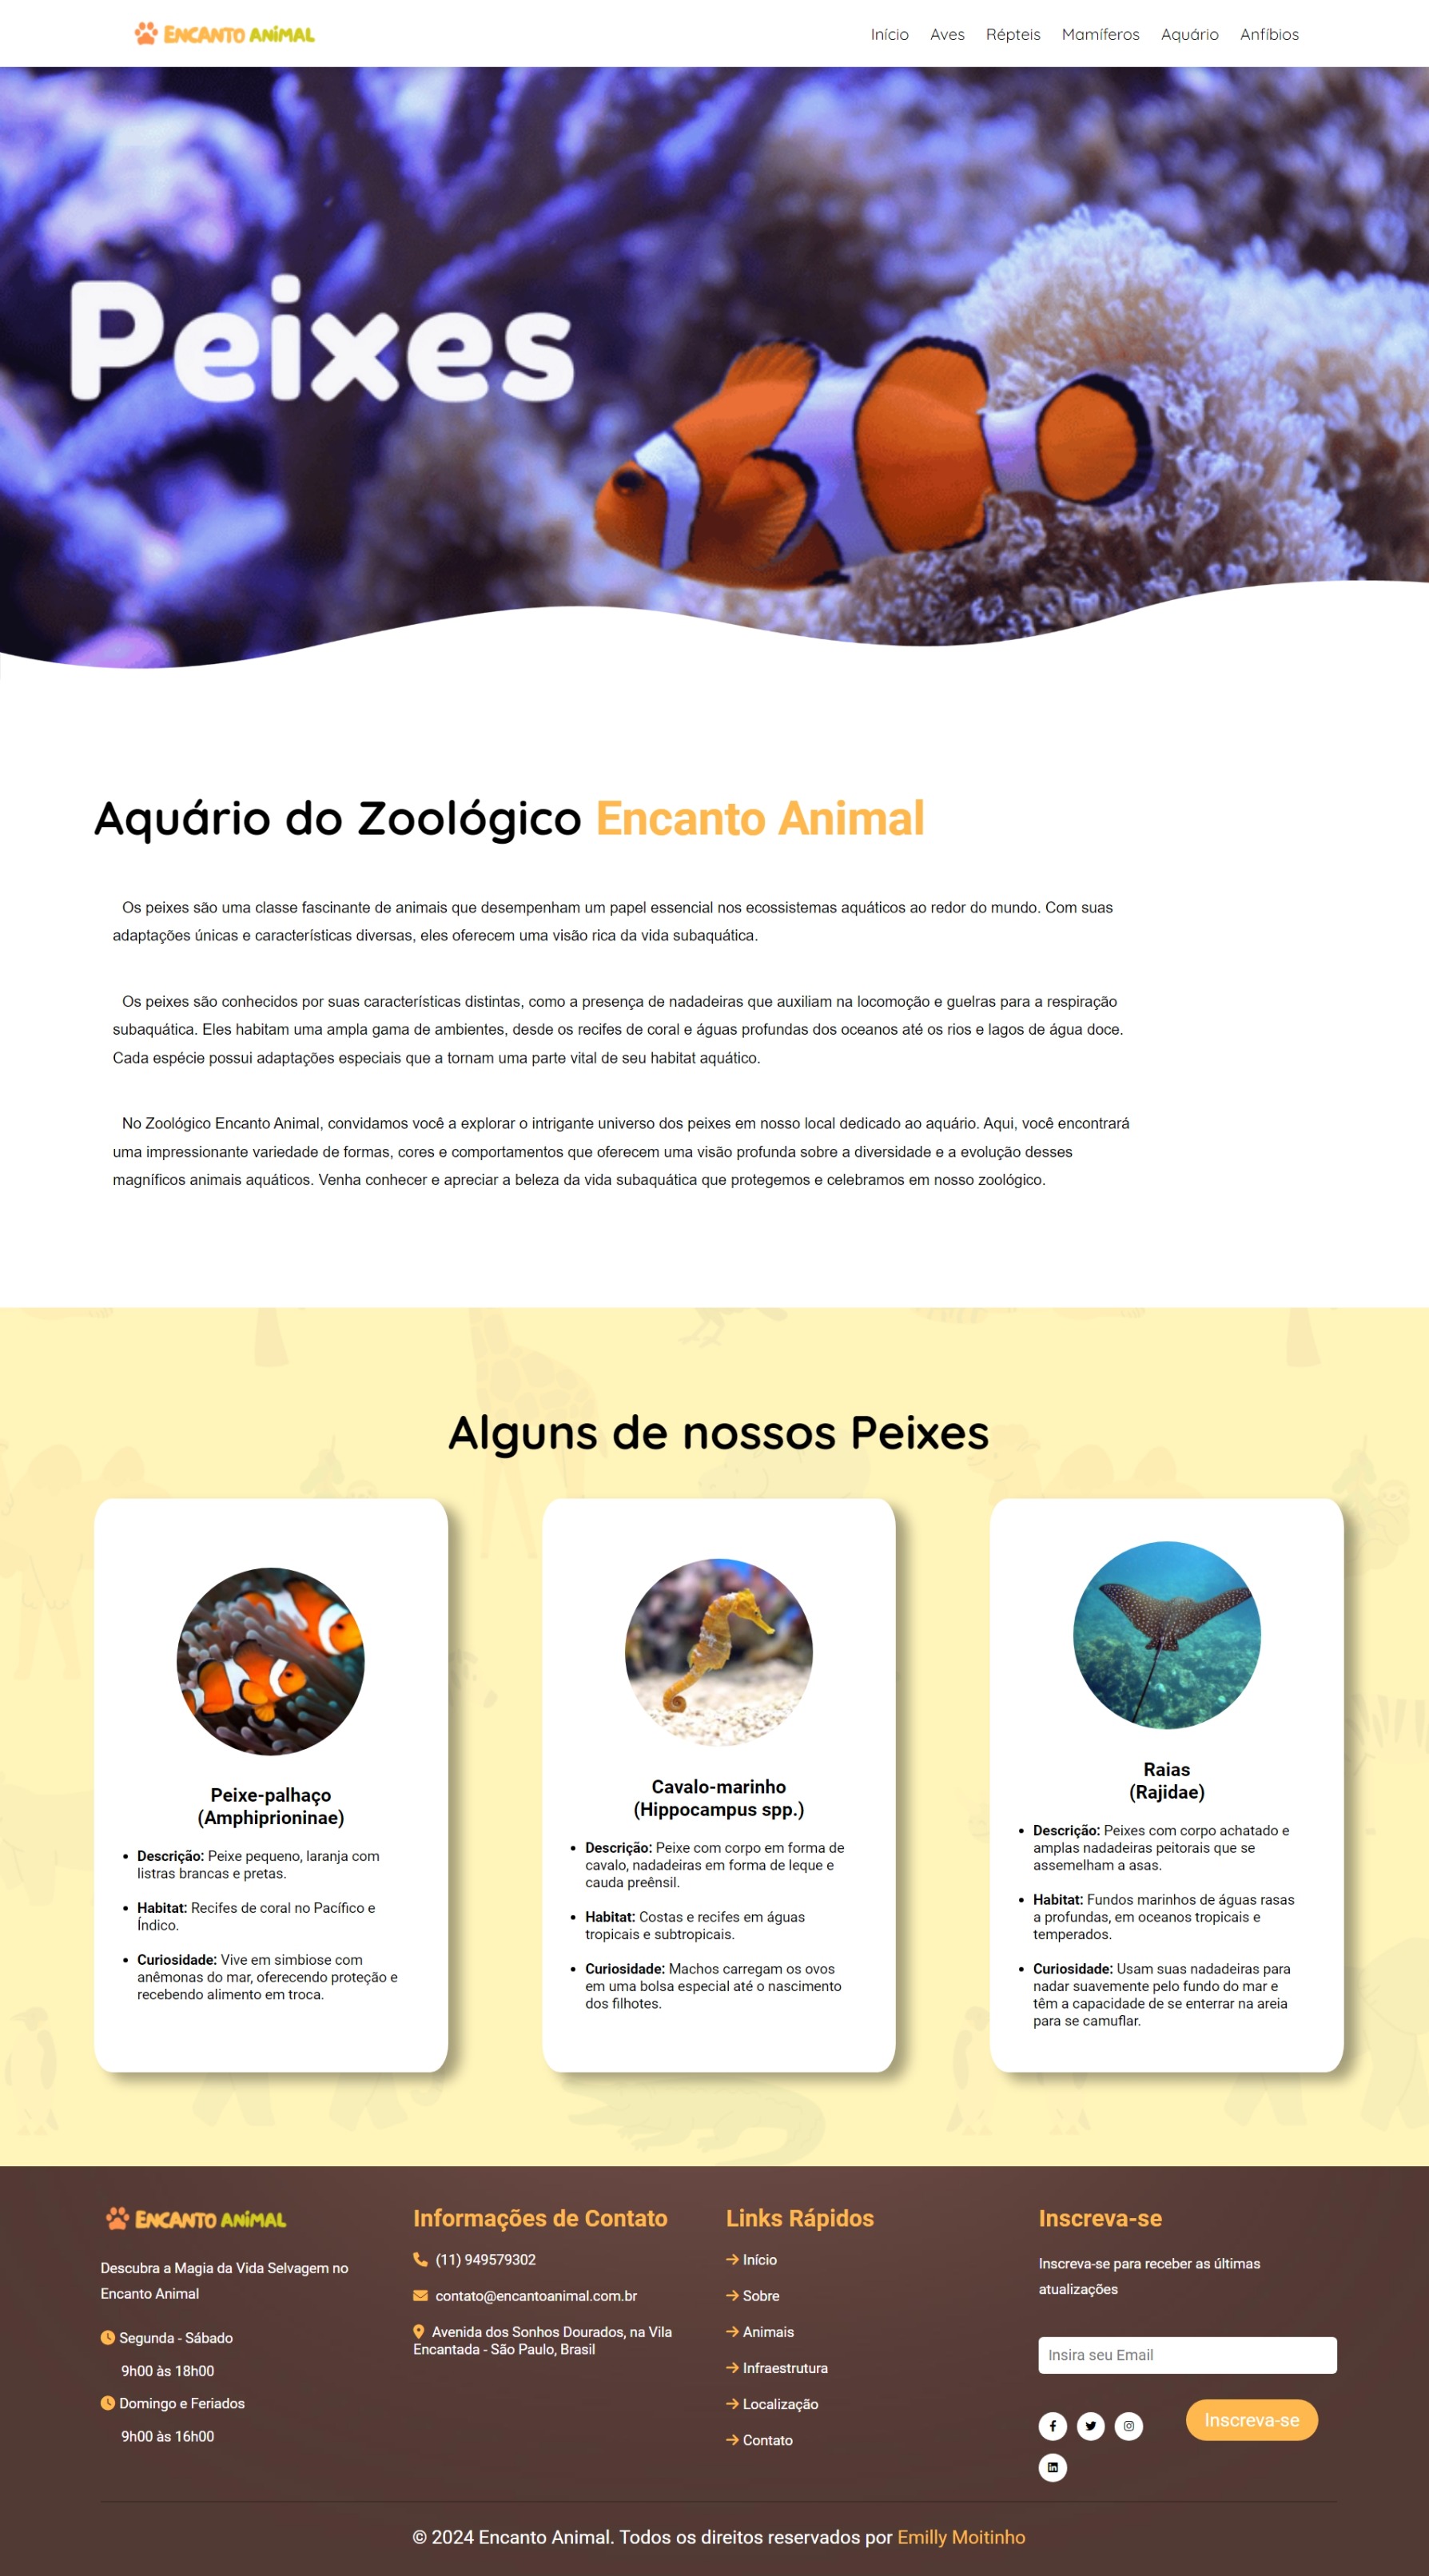 ENCANTO ANIMAL
Início Aves Répteis Mamíferos Aquário Anfíbios
Peixes
Aquário do Zoológico Encanto Animal
Os peixes são uma classe fascinante de animais que desempenham um papel essencial nos ecossistemas aquáticos ao redor do mundo. Com suas
adaptações únicas e características diversas, eles oferecem uma visão rica da vida subaquática.
Os peixes são conhecidos por suas características distintas, como a presença de nadadeiras que auxiliam na locomoção e guelras para a respiração
subaquática. Eles habitam uma ampla gama de ambientes, desde os recifes de coral e águas profundas dos oceanos até os rios e lagos de água doce.
Cada espécie possui adaptações especiais que a tornam uma parte vital de seu habitat aquático.
No Zoológico Encanto Animal, convidamos você a explorar o intrigante universo dos peixes em nosso local dedicado ao aquário. Aqui, você encontrará
uma impressionante variedade de formas, cores e comportamentos que oferecem uma visão profunda sobre a diversidade e a evolução desses
magníficos animais aquáticos. Venha conhecer e apreciar a beleza da vida subaquática que protegemos e celebramos em nosso zoológico.
Alguns de nossos Peixes
Peixe-palhaço
(Amphiprioninae)
Descrição: Peixe pequeno, laranja com
listras brancas e pretas.
Habitat: Recifes de coral no Pacífico e
Índico.
Curiosidade: Vive em simbiose com
anêmonas do mar, oferecendo proteção e
recebendo alimento em troca.
Cavalo-marinho
(Hippocampus spp.)
Descrição: Peixe com corpo em forma de
cavalo, nadadeiras em forma de leque e
cauda preênsil.
Habitat: Costas e recifes em águas
tropicais e subtropicais.
Curiosidade: Machos carregam os ovos
em uma bolsa especial até o nascimento
dos filhotes.
Raias
(Rajidae)
Descrição: Peixes com corpo achatado e
amplas nadadeiras peitorais que se
assemelham a asas.
Habitat: Fundos marinhos de águas rasas
a profundas, em oceanos tropicais e
temperados.
Curiosidade: Usam suas nadadeiras para
nadar suavemente pelo fundo do mar e
têm a capacidade de se enterrar na areia
para se camuflar.
ENCANTO ANIMAL
Descubra a Magia da Vida Selvagem no
Encanto Animal
Segunda - Sábado
9h00 às 18h00
Domingo e Feriados
9h00 às 16h00
Informações de Contato
(11) 949579302
contato@encantoanimal.com.br
Avenida dos Sonhos Dourados, na Vila
Encantada - São Paulo, Brasil
Links Rápidos
Início
Sobre
Animais
Infraestrutura
Localização
Contato
Inscreva-se
Inscreva-se para receber as últimas
atualizações
Insira seu Email
Inscreva-se
© 2024 Encanto Animal. Todos os direitos reservados por Emilly Moitinho